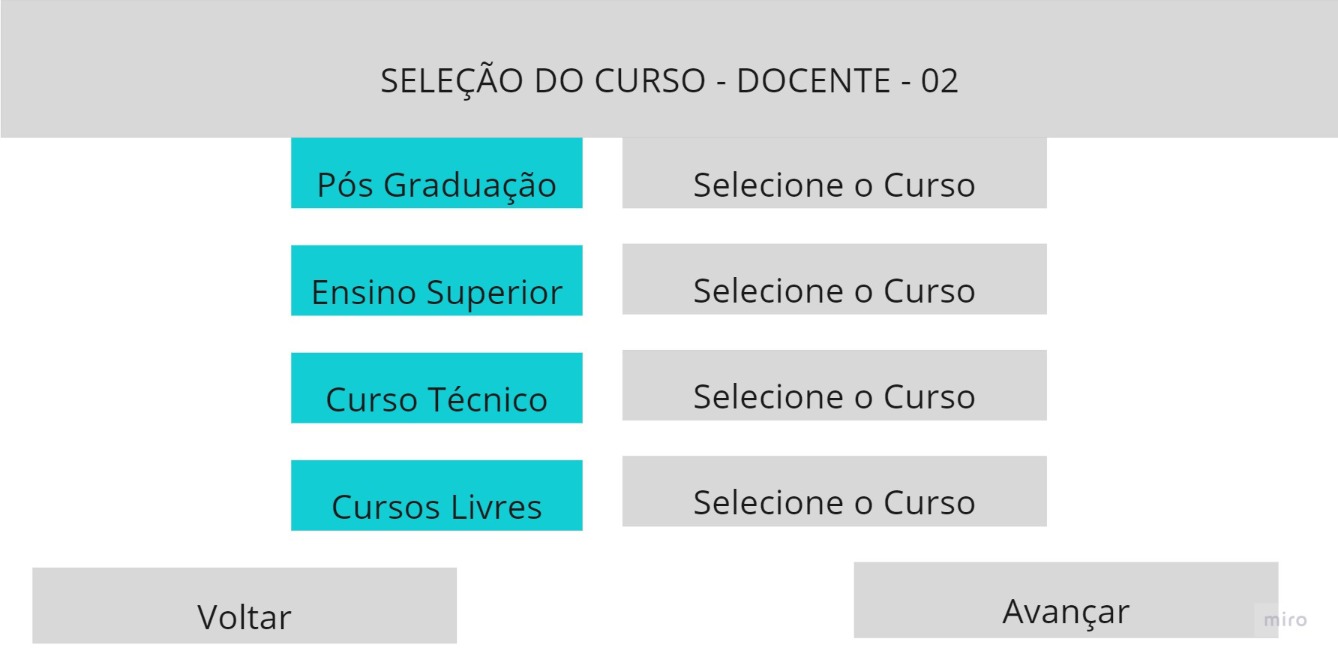 SELEÇÃO DO CURSO - DOCENTE - 02
Pós Graduação Selecione o Curso
Ensino Superior Selecione o Curso
Curso Técnico Selecione o Curso
Cursos Livres Selecione o Curso
Voltar Avançar
miro